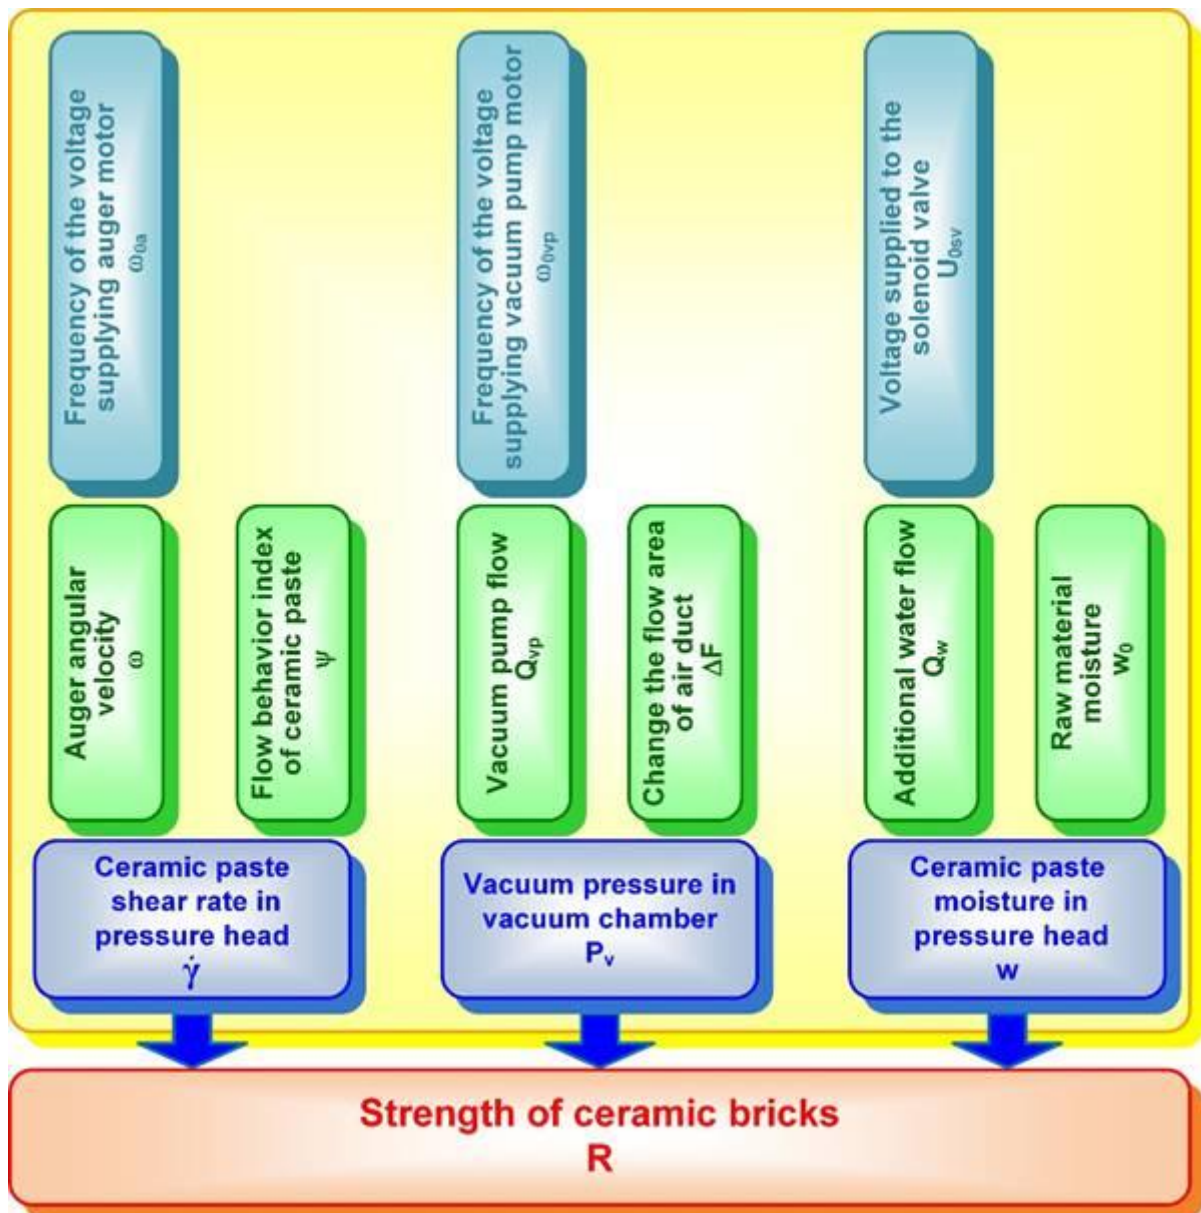 Frequency of the voltage
supplying auger motor
ω0a
Frequency of the voltage
supplying vacuum pump motor
ω0vp
Voltage supplied to the
solenoid valve
U0sv
Auger angular
velocity
ω
Flow behavior index
of ceramic paste
ψ
Vacuum pump flow
Qvp
Change the flow area
of air duct
ΔF
Additional water flow
Qw
Raw material
moisture
w0
Ceramic paste
shear rate in
pressure head
γ̇
Vacuum pressure in
vacuum chamber
Pv
Ceramic paste
moisture in
pressure head
w
Strength of ceramic bricks
R